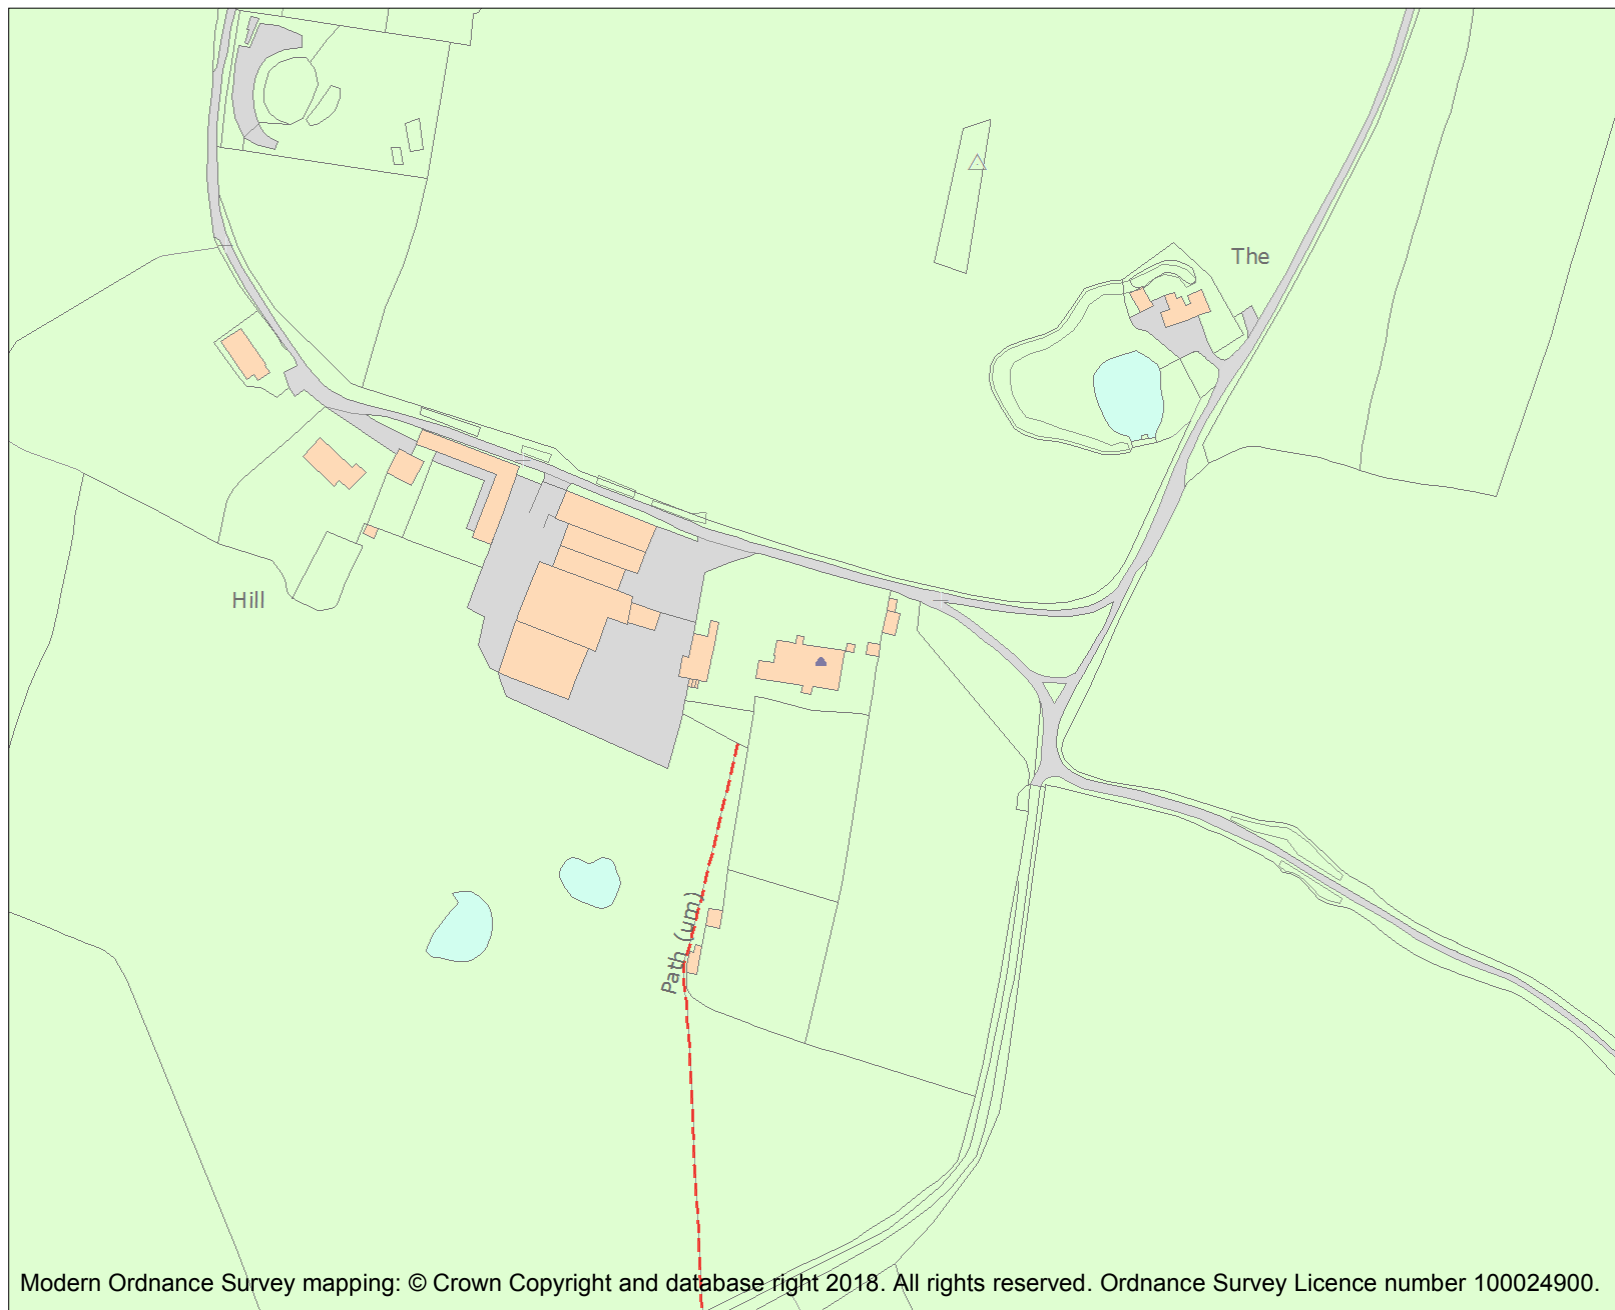 The
Hill
Path (um)
Modern Ordnance Survey mapping: © Crown Copyright and database right 2018. All rights reserved. Ordnance Survey Licence number 100024900.